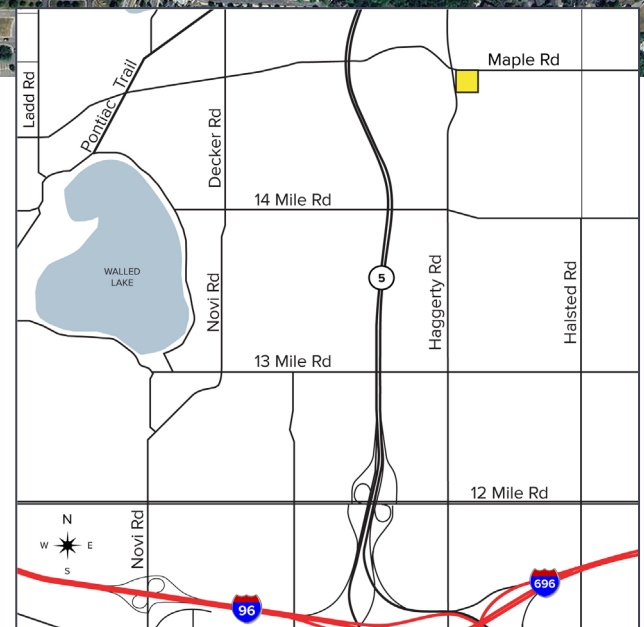 Maple Rd
Ladd Rd
Pontiac Trail
Decker Rd
14 Mile Rd
WALLED
LAKE
5
Novi Rd
Haggerty Rd
Halsted Rd
13 Mile Rd
12 Mile Rd
N
W E
S
Novi Rd
96
696